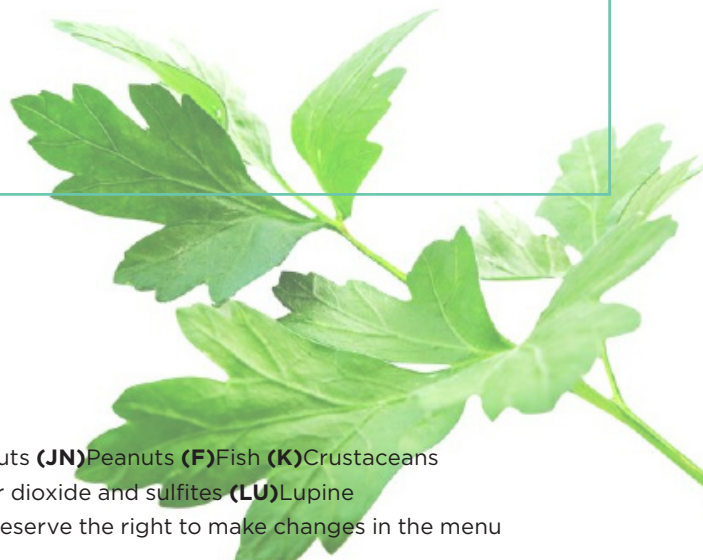 uts (JN)Peanuts (F)Fish (K)Crustaceans
r dioxide and sulfites (LU)Lupine
eserve the right to make changes in the menu